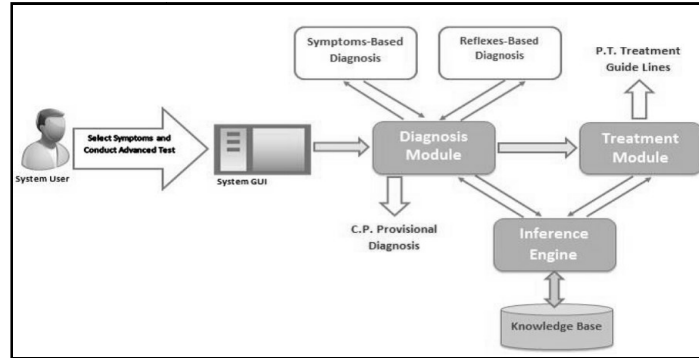 Symptoms-Based
Diagnosis
Reflexes-Based
Diagnosis
P.T. Treatment
Guide Lines
Select Symptoms and
Conduct Advanced Test
System User
System GUI
Diagnosis
Module
Treatment
Module
C.P. Provisional
Diagnosis
Inference
Engine
Knowledge Base